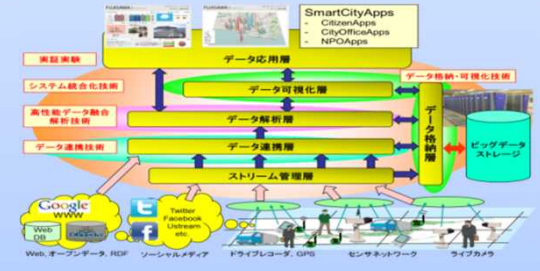 FUJISAWA
FUJISAWA
SmartCityApps
- CitizenApps
- CityOfficeApps
- NPOApps
実証実験
データ応用層
データ格納・可視化技術
システム統合化技術
データ可視化層
高性能データ融合
解析技術
データ解析層
データ格納層
データ連携技術
データ連携層
ビッグデータ
ストレージ
ストリーム管理層
Google
WWW
Web
DB
Twitter
Facebook
Ustream
etc.
Web, オープンデータ, RDF
ソーシャルメディア
ドライブレコーダ, GPS
センサネットワーク
ライブカメラ